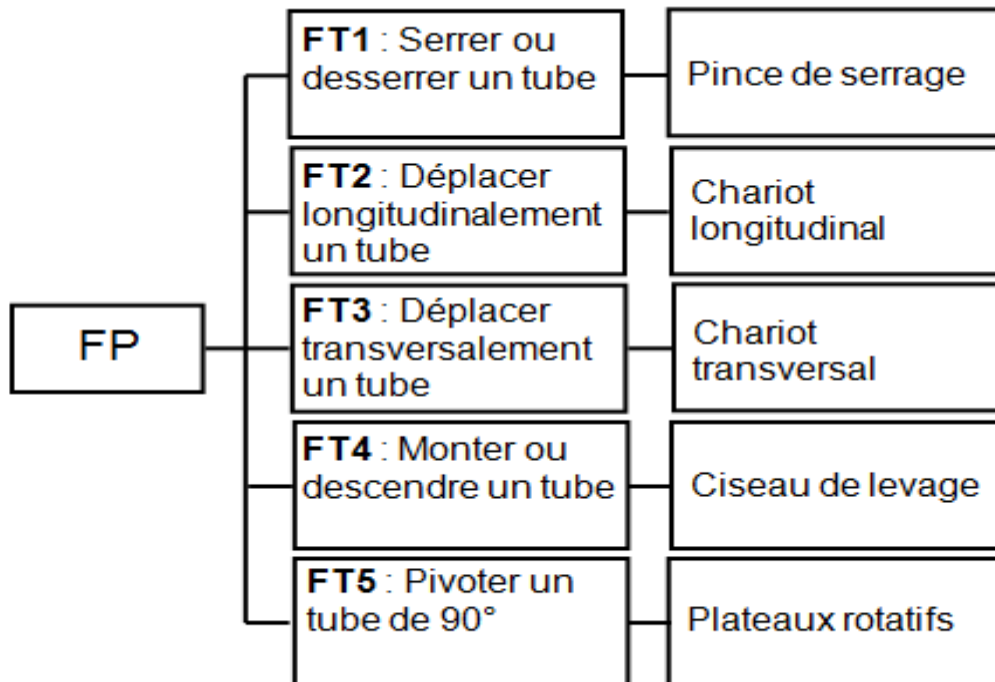 FT1 : Serrer ou
desserrer un tube
Pince de serrage
FT2 : Déplacer
longitudinalement
un tube
Chariot
longitudinal
FP
FT3 : Déplacer
transversalement
un tube
Chariot
transversal
FT4 : Monter ou
descendre un tube
Ciseau de levage
FT5 : Pivoter un
tube de 90°
Plateaux rotatifs